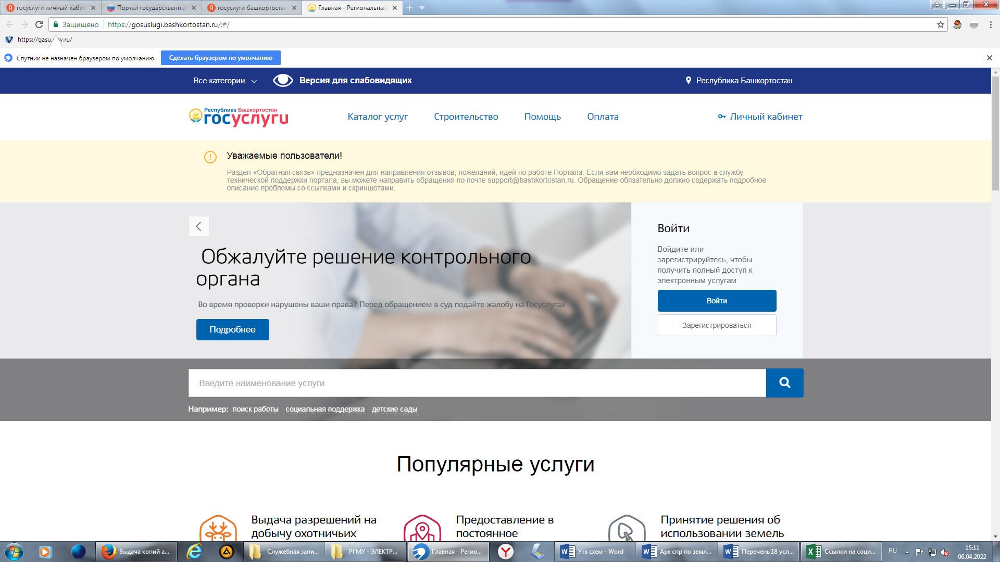 госуслуги личный кабин
Портал государственны
госуслуги башкортостан
Главная - Региональный
Защищено
https://gosuslugi.bashkortostan.ru/;#/
https://gasu.gov.ru/
Спутник не назначен браузером по умолчанию.
Сделать браузером по умолчанию
Все категории
Версия для слабовидящих
Республика Башкортостан
Республика Башкортостан
госуслуги
Каталог услуг
Строительство
Помощь
Оплата
Личный кабинет
Уважаемые пользователи!
Раздел «Обратная связь» предназначен для направления отзывов, пожеланий, идей по работе Портала. Если вам необходимо задать вопрос в службу
технической поддержки портала, вы можете направить обращения по почте support@bashkortostan.ru. Обращение обязательно должно содержать подробное
описание проблемы со ссылками и скриншотами.
Обжалуйте решение контрольного
органа
Во время проверки нарушены ваши права? Перед обращением в суд подайте жалобу на Госуслугах
Подробнее
Войти
Войдите или
зарегистрируйтесь, чтобы
получить полный доступ к
электронным услугам
Войти
Зарегистрироваться
Введите наименование услуги
Например: поиск работы социальная поддержка детские сады
Популярные услуги
Выдача разрешений на
добычу охотничьих
Предоставление в
постоянное
Принятие решения об
использовании земель
Выдача копий а...
Служебная запи...
РГМУ - ЭЛЕКТР...
Главная - Регио...
Утв схем - Word
Арх спр по земл...
Перечень 18 усл...
Ссылки на соци...
RU
15:11
06.04.2022